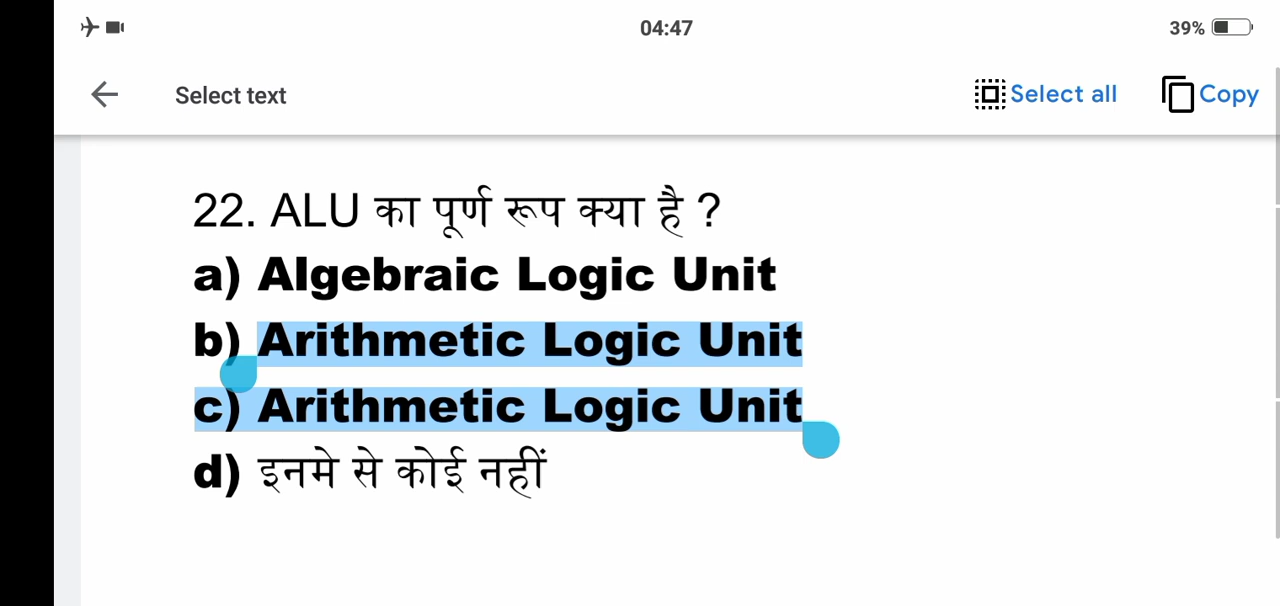 04:47
39%
Select text
Select all
Copy
22. ALU का पूर्ण रूप क्या है ?
a) Algebraic Logic Unit
b) Arithmetic Logic Unit
c) Arithmetic Logic Unit
d) इनमे से कोई नहीं